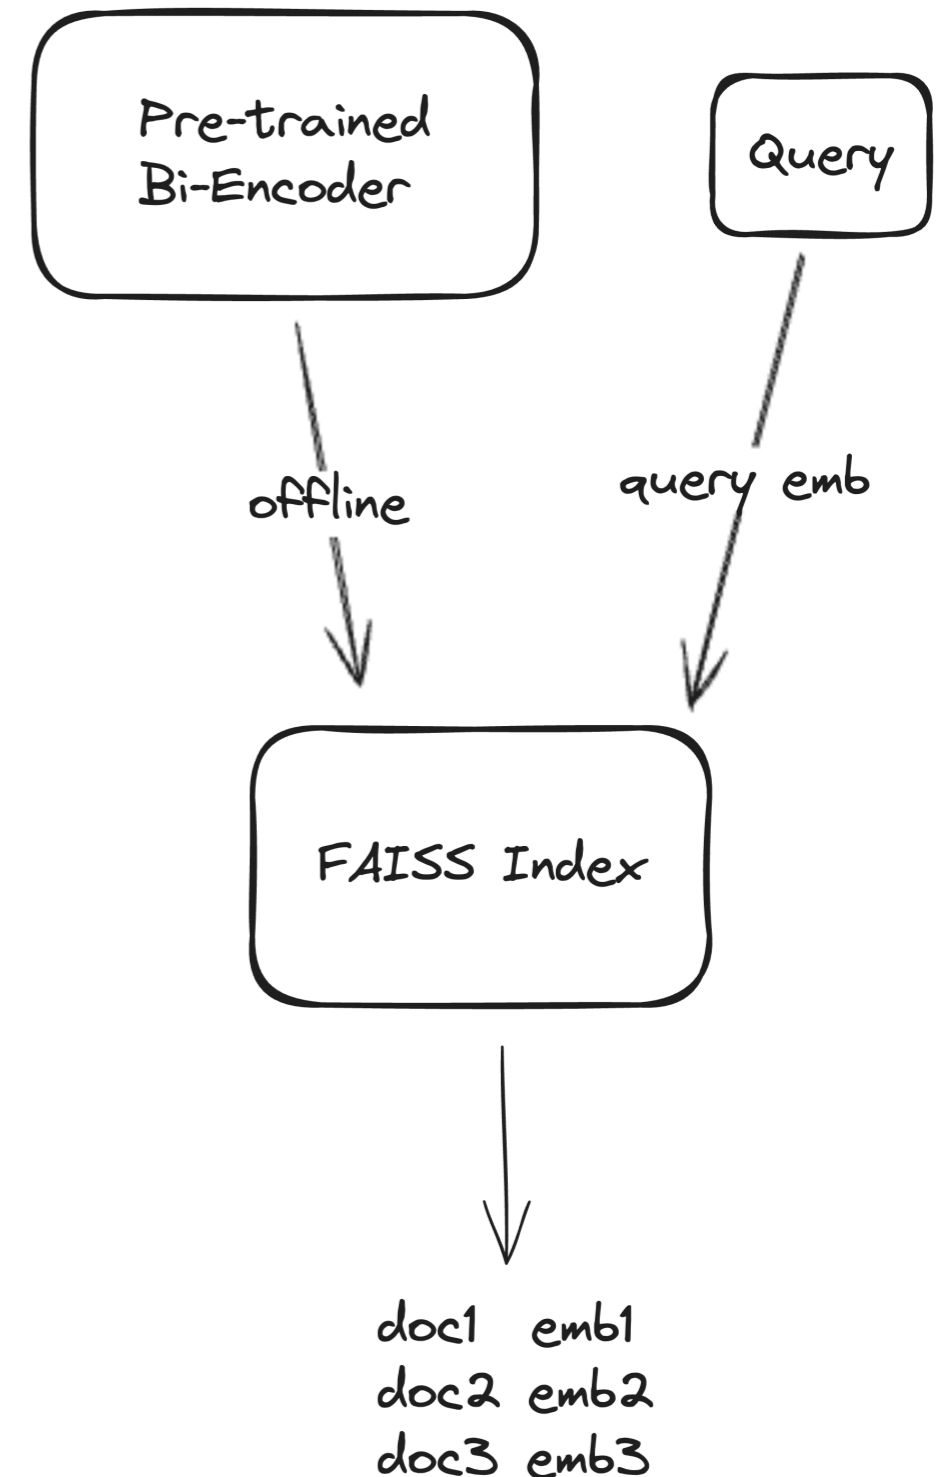 Pre-trained
Bi-Encoder
Query
offline
query emb
FAISS Index
doc1 emb1
doc2 emb2
doc3 emb3